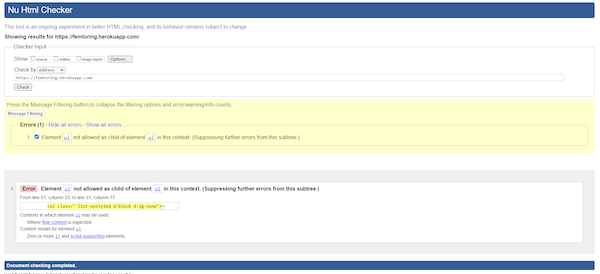 Nu Html Checker
This tool is an ongoing experiment in better HTML checking, and its behavior remains subject to change
Showing results for https://femtoring.herokuapp.com/
Checker Input
Show source outline image report Options...
Check by address
https://femtoring.herokuapp.com/
Check
Press the Message Filtering button to collapse the filtering options and error/warning/info counts.
Message Filtering
Errors (1) · Hide all errors · Show all errors
1 Element ul not allowed as child of element ul in this context. (Suppressing further errors from this subtree.)
1 Error Element ul not allowed as child of element ul in this context. (Suppressing further errors from this subtree.)
From line 51, column 33; to line 51, column 77
<ul class=" list-unstyled d-block d-lg-none">↩
Contexts in which element ul may be used:
Where flow content is expected.
Content model for element ul:
Zero or more li and script-supporting elements.
Document checking completed.